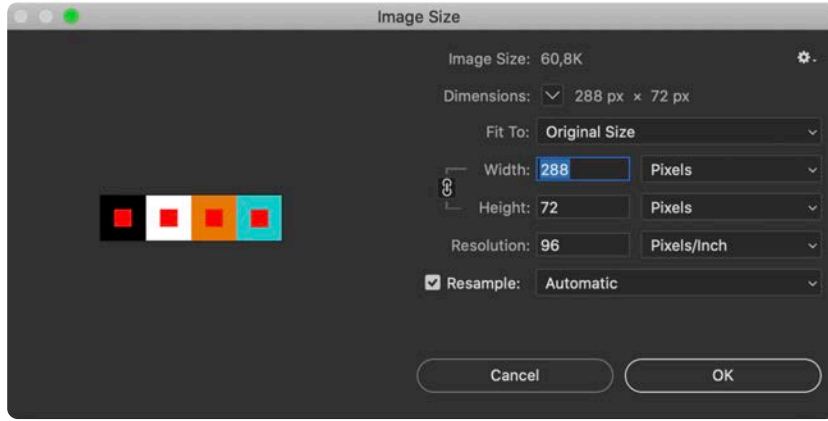 Image Size
Image Size: 60,8K
Dimensions: 288 px × 72 px
Fit To: Original Size
Width: 288 Pixels
Height: 72 Pixels
Resolution: 96 Pixels/Inch
Resample: Automatic
Cancel OK